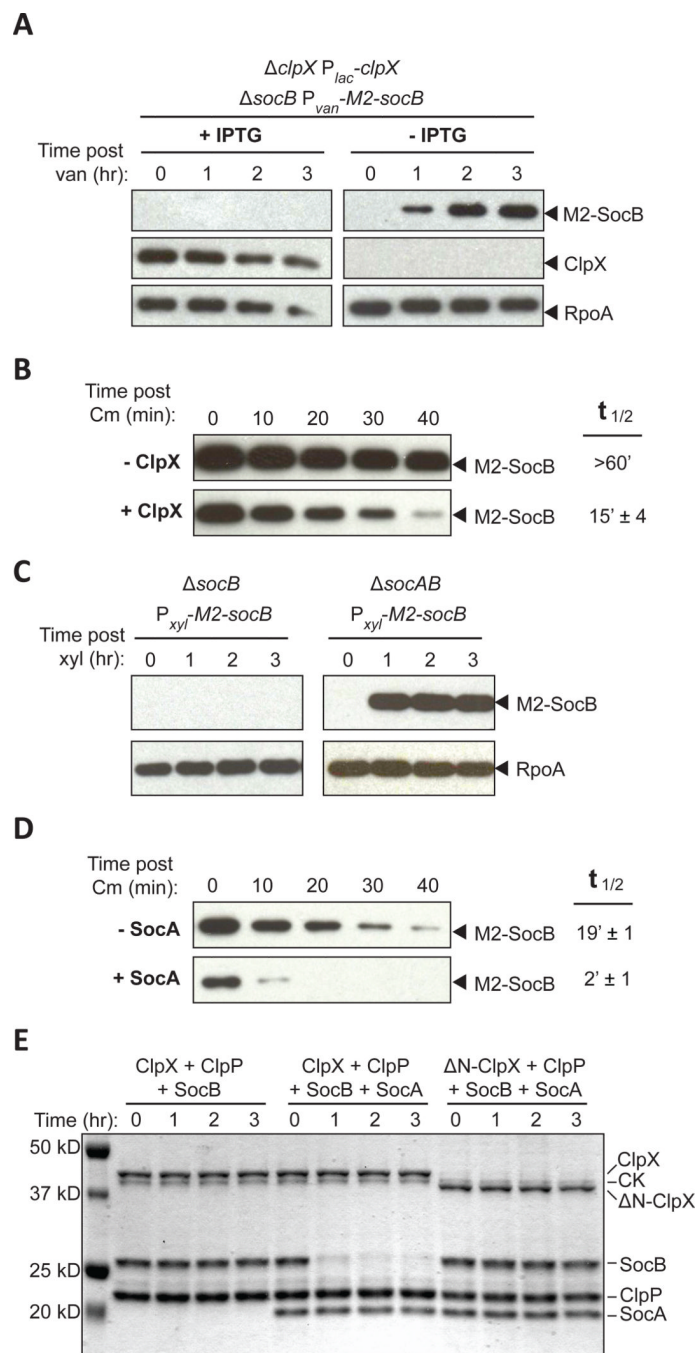 A
ΔclpX Plac-clpX
ΔsocB Pvan-M2-socB
+ IPTG - IPTG
Time post
van (hr): 0 1 2 3 0 1 2 3
M2-SocB
ClpX
RpoA
B
Time post
Cm (min): 0 10 20 30 40 t 1/2
- ClpX M2-SocB >60'
+ ClpX M2-SocB 15' ± 4
C
ΔsocB ΔsocAB
Pxyl-M2-socB Pxyl-M2-socB
Time post
xyl (hr): 0 1 2 3 0 1 2 3
M2-SocB
RpoA
D
Time post
Cm (min): 0 10 20 30 40 t 1/2
- SocA M2-SocB 19' ± 1
+ SocA M2-SocB 2' ± 1
E
ClpX + ClpP ClpX + ClpP ΔN-ClpX + ClpP
+ SocB + SocB + SocA + SocB + SocA
Time (hr): 0 1 2 3 0 1 2 3 0 1 2 3
50 kD
ClpX
CK
37 kD
ΔN-ClpX
SocB
25 kD
ClpP
20 kD
SocA